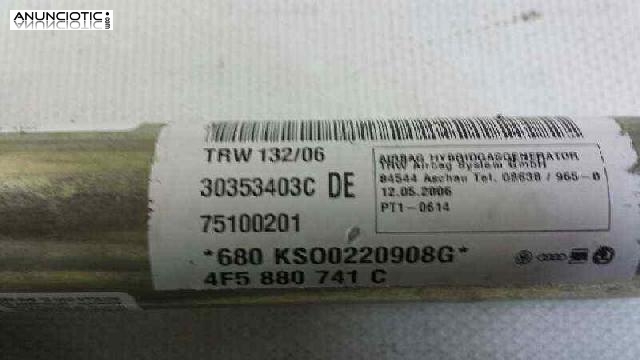 ANUNCIOTIC
.com
TRW 132/06
30353403C DE
75100201
*680 KSO0220908G*
4F5 880 741 C
AIRBAG HYBRIDGASGENERATOR
TRW Airbag System GmbH
84544 Aschau Tel. 08638 / 965-0
12.05.2006
PT1-0614